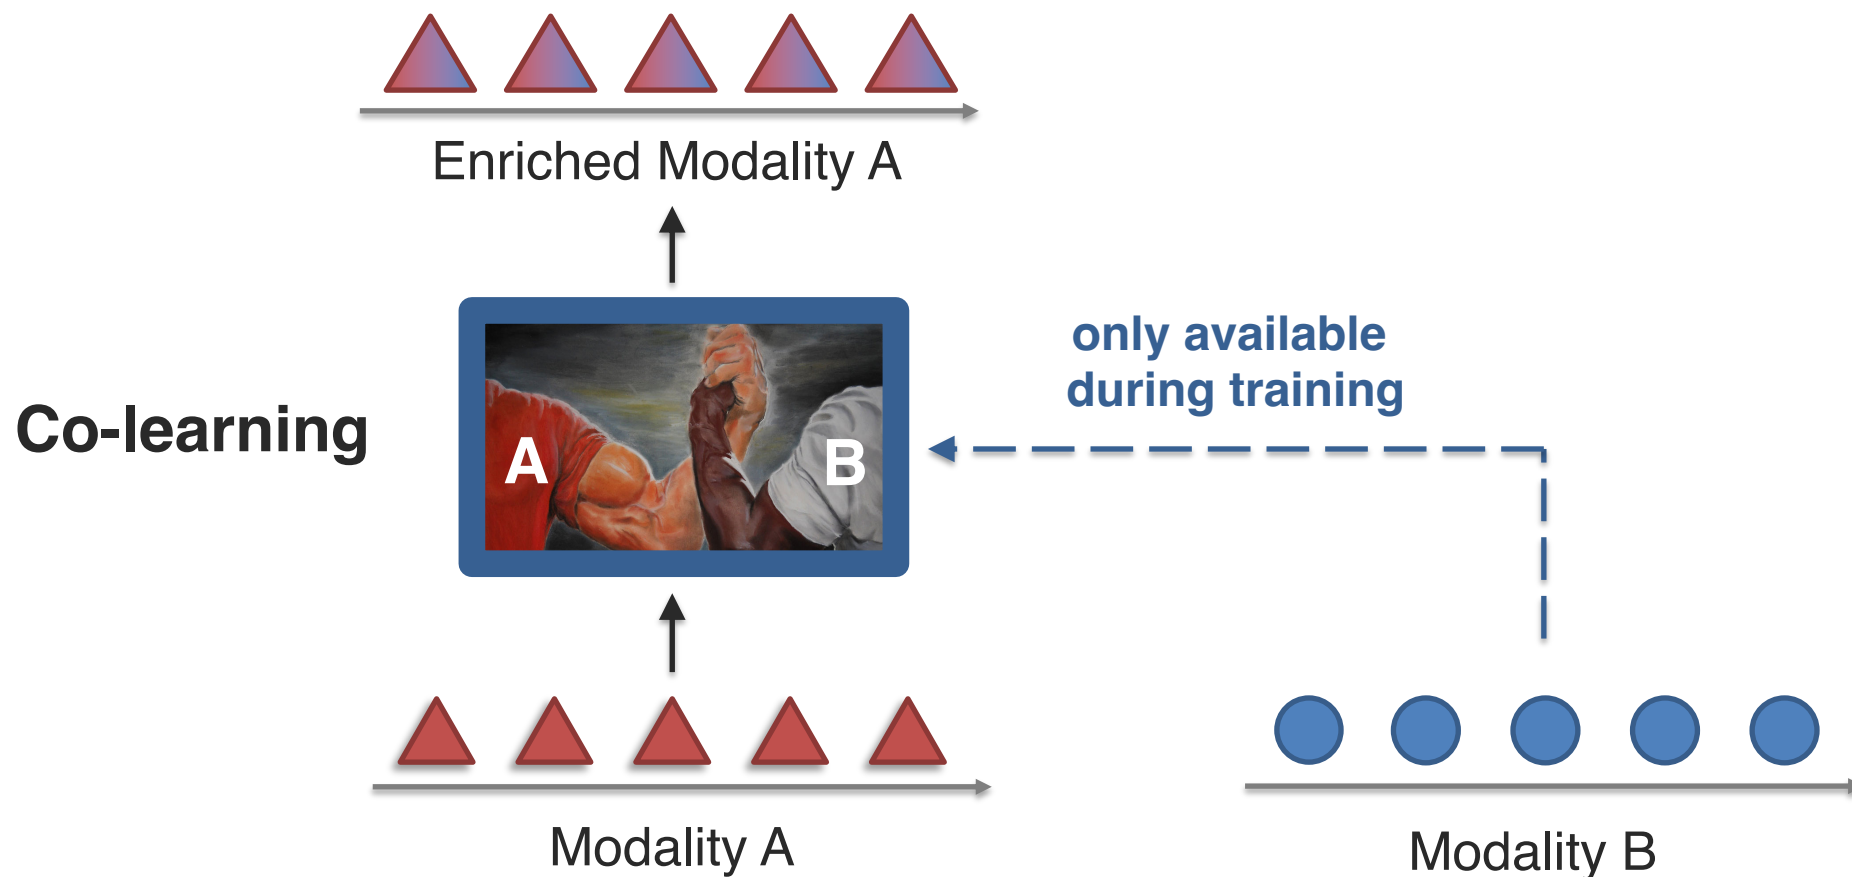 Enriched Modality A
only available
during training
Co-learning
A
B
Modality A
Modality B